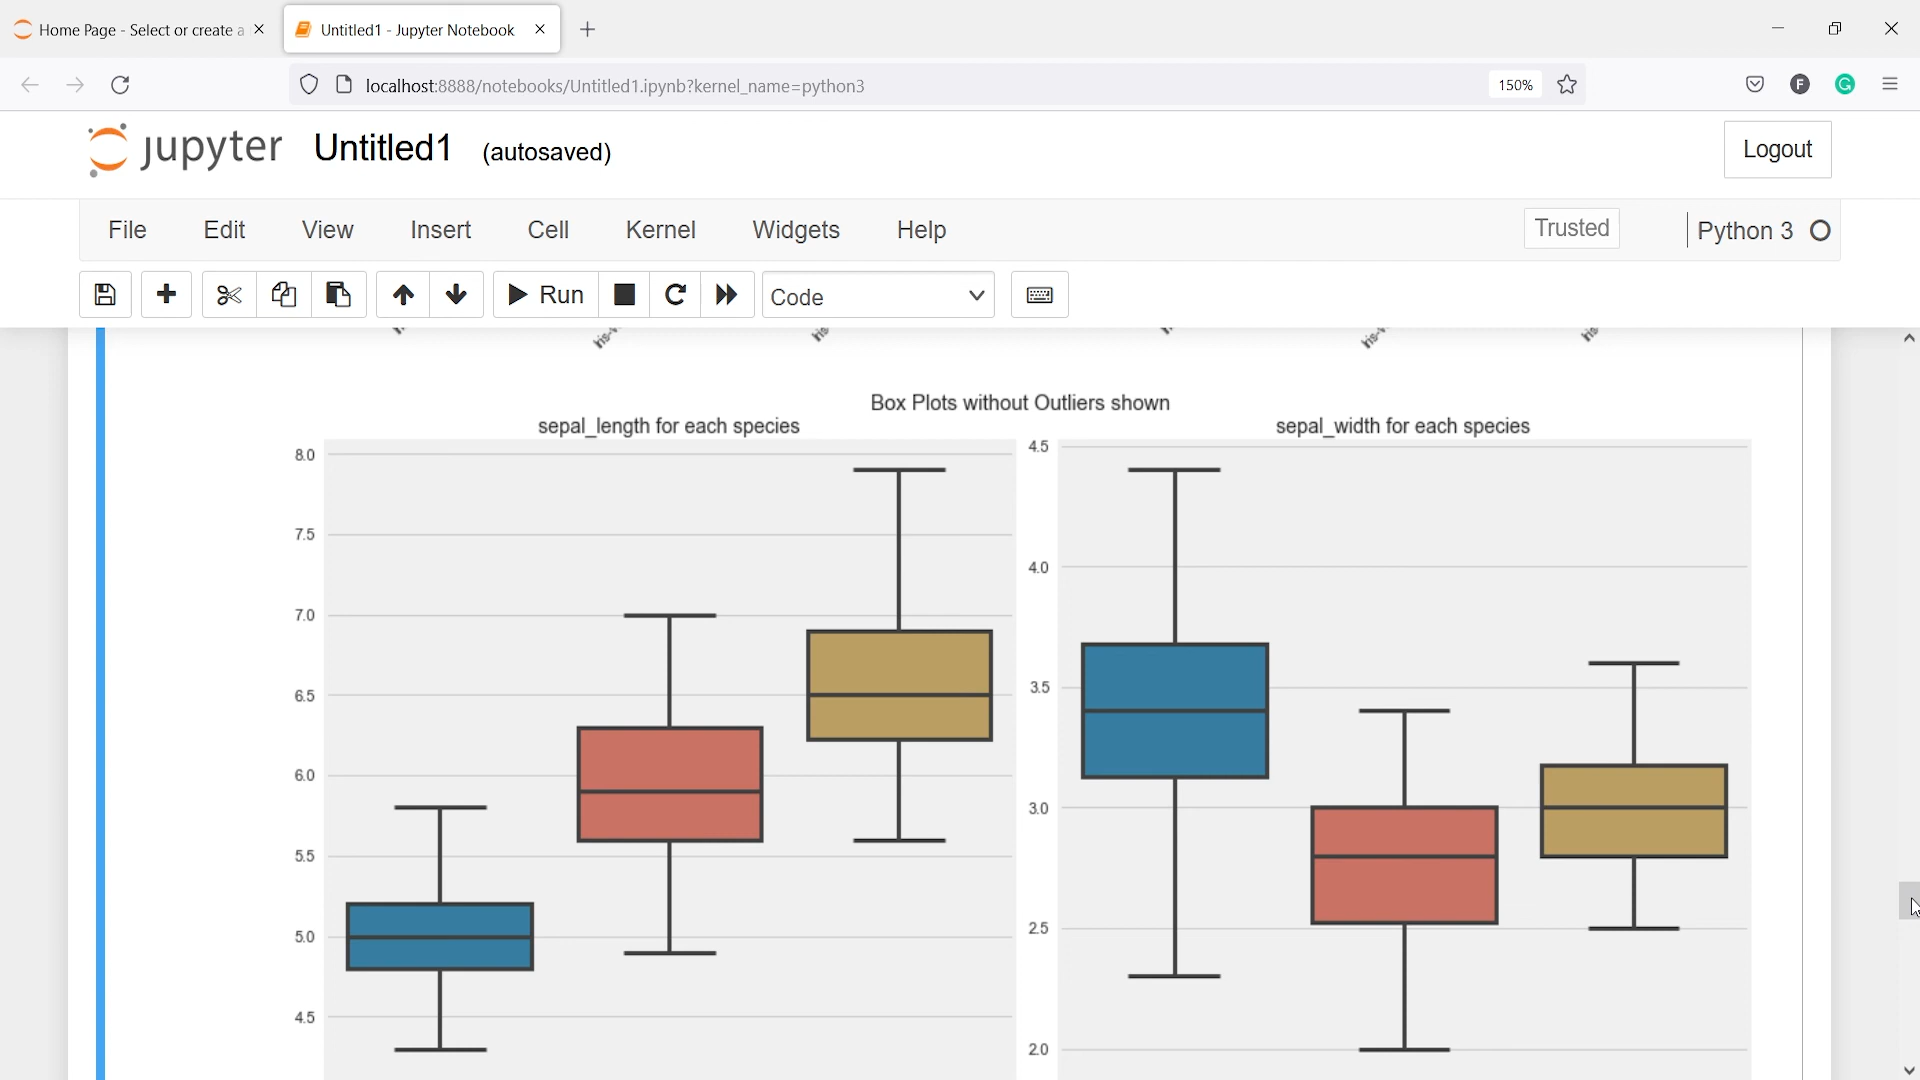 Home Page - Select or create a
Untitled1 - Jupyter Notebook
localhost:8888/notebooks/Untitled1.ipynb?kernel_name=python3
150%
F
G
jupyter Untitled1 (autosaved)
Logout
File Edit View Insert Cell Kernel Widgets Help
Trusted
Python 3
Run
Code
Box Plots without Outliers shown
sepal_length for each species
sepal_width for each species
8.0
7.5
7.0
6.5
6.0
5.5
5.0
4.5
4.5
4.0
3.5
3.0
2.5
2.0